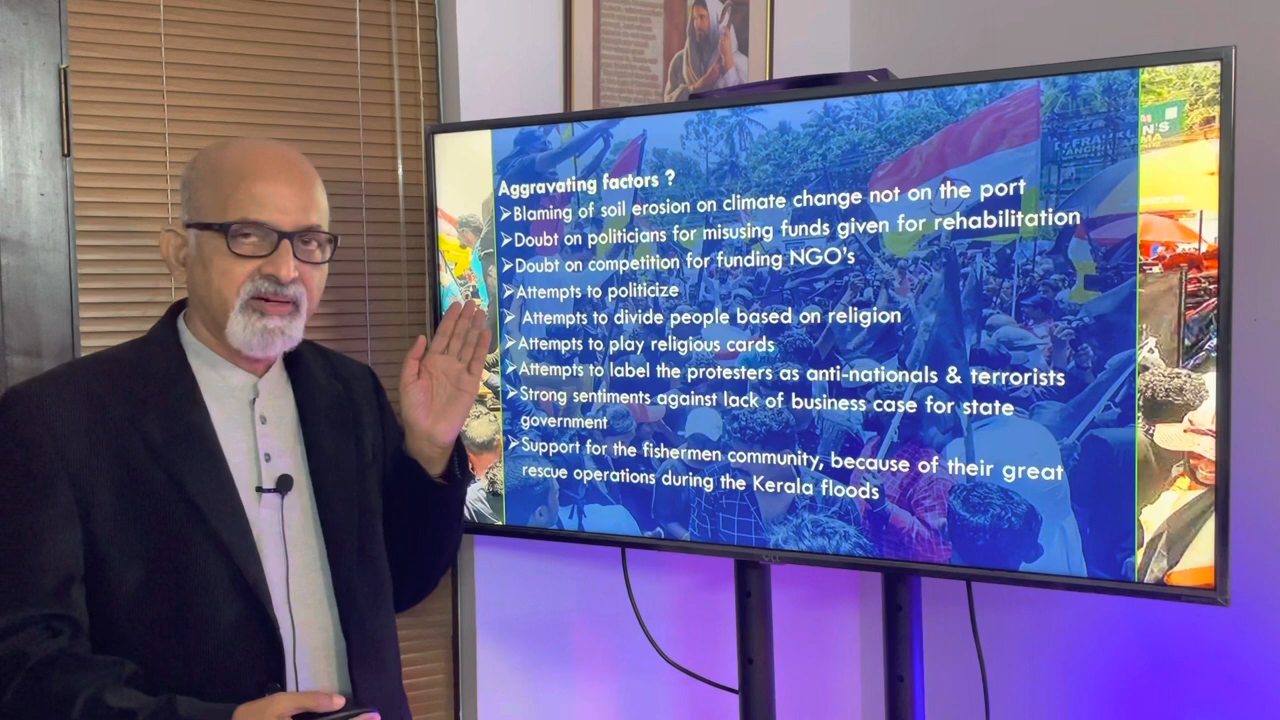 Aggravating factors ?
➢Blaming of soil erosion on climate change not on the port
➢Doubt on politicians for misusing funds given for rehabilitation
➢Doubt on competition for funding NGO's
➢Attempts to politicize
➢ Attempts to divide people based on religion
➢Attempts to play religious cards
➢Attempts to label the protesters as anti-nationals & terrorists
➢Strong sentiments against lack of business case for state
government
➢Support for the fishermen community, because of their great
rescue operations during the Kerala floods